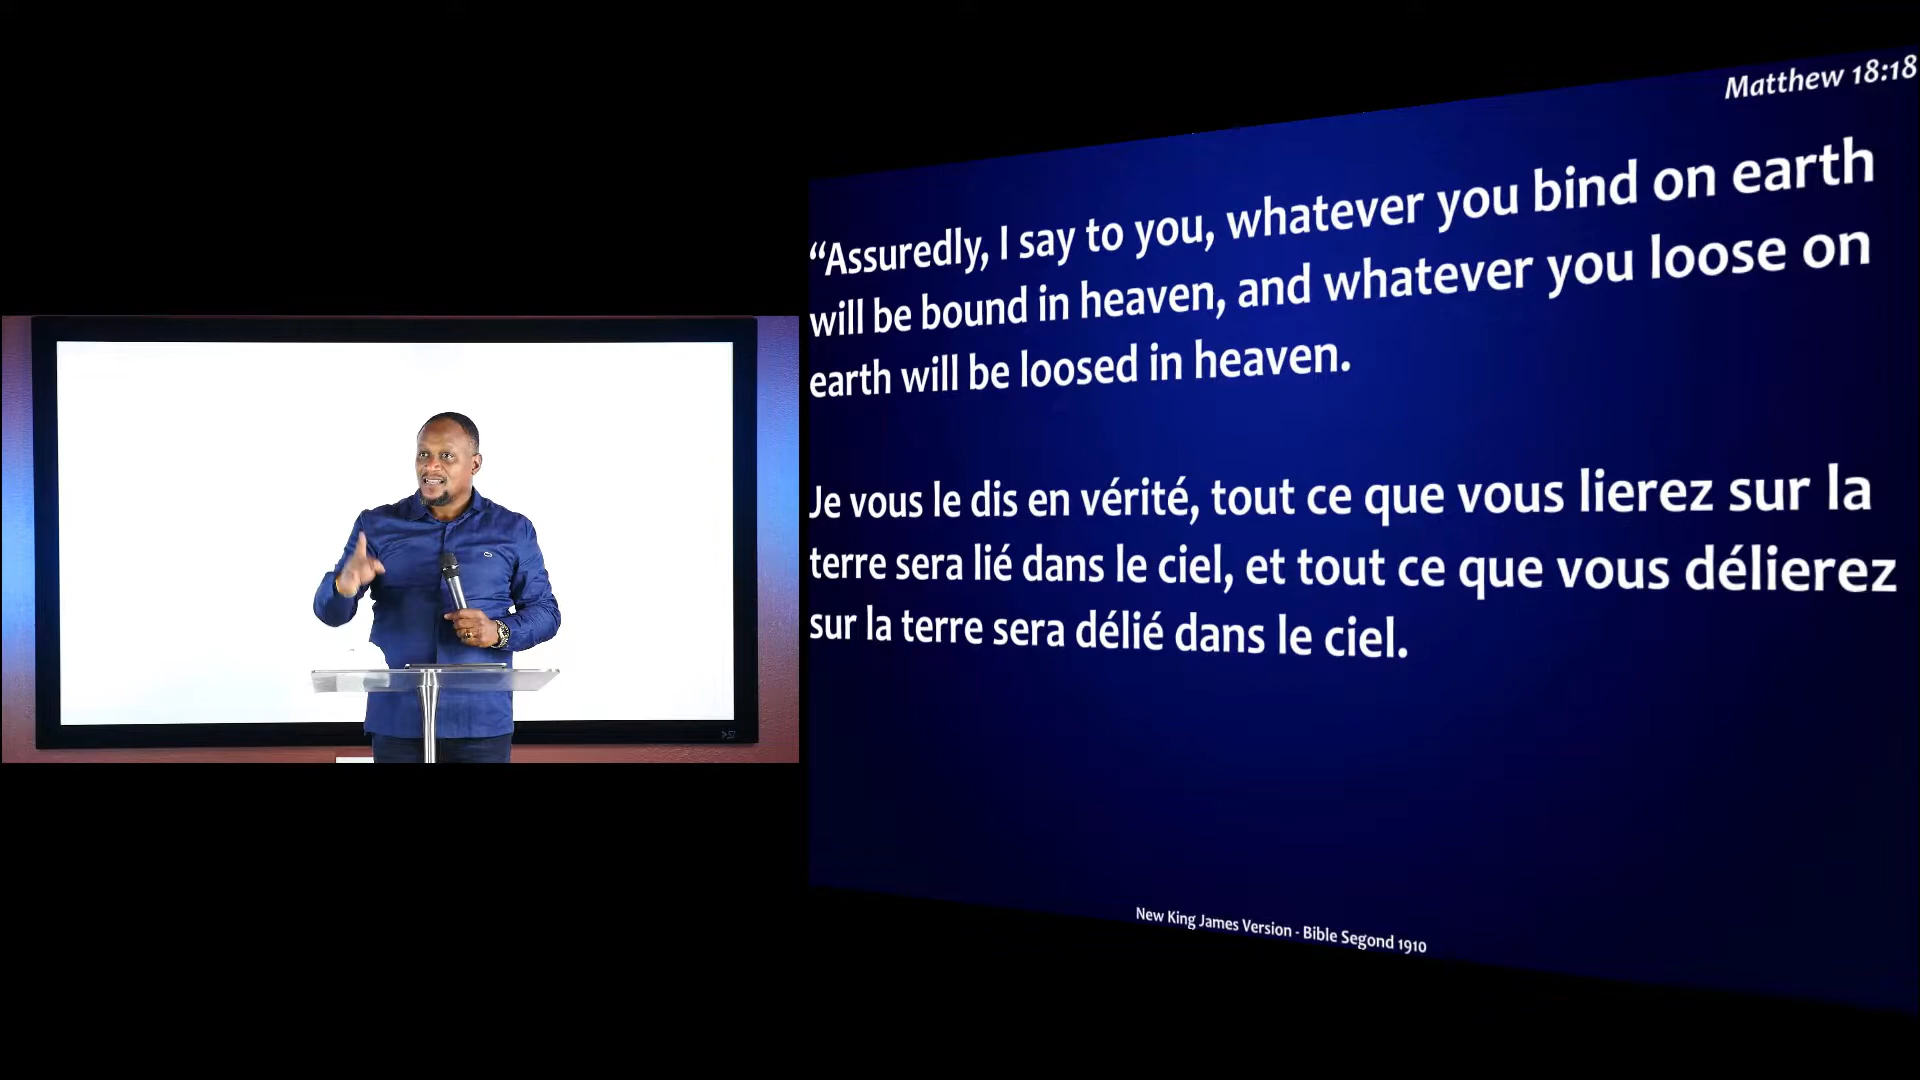 Matthew 18:18
“Assuredly, I say to you, whatever you bind on earth
will be bound in heaven, and whatever you loose on
earth will be loosed in heaven.
Je vous le dis en vérité, tout ce que vous lierez sur la
terre sera lié dans le ciel, et tout ce que vous délierez
sur la terre sera délié dans le ciel.
New King James Version - Bible Segond 1910